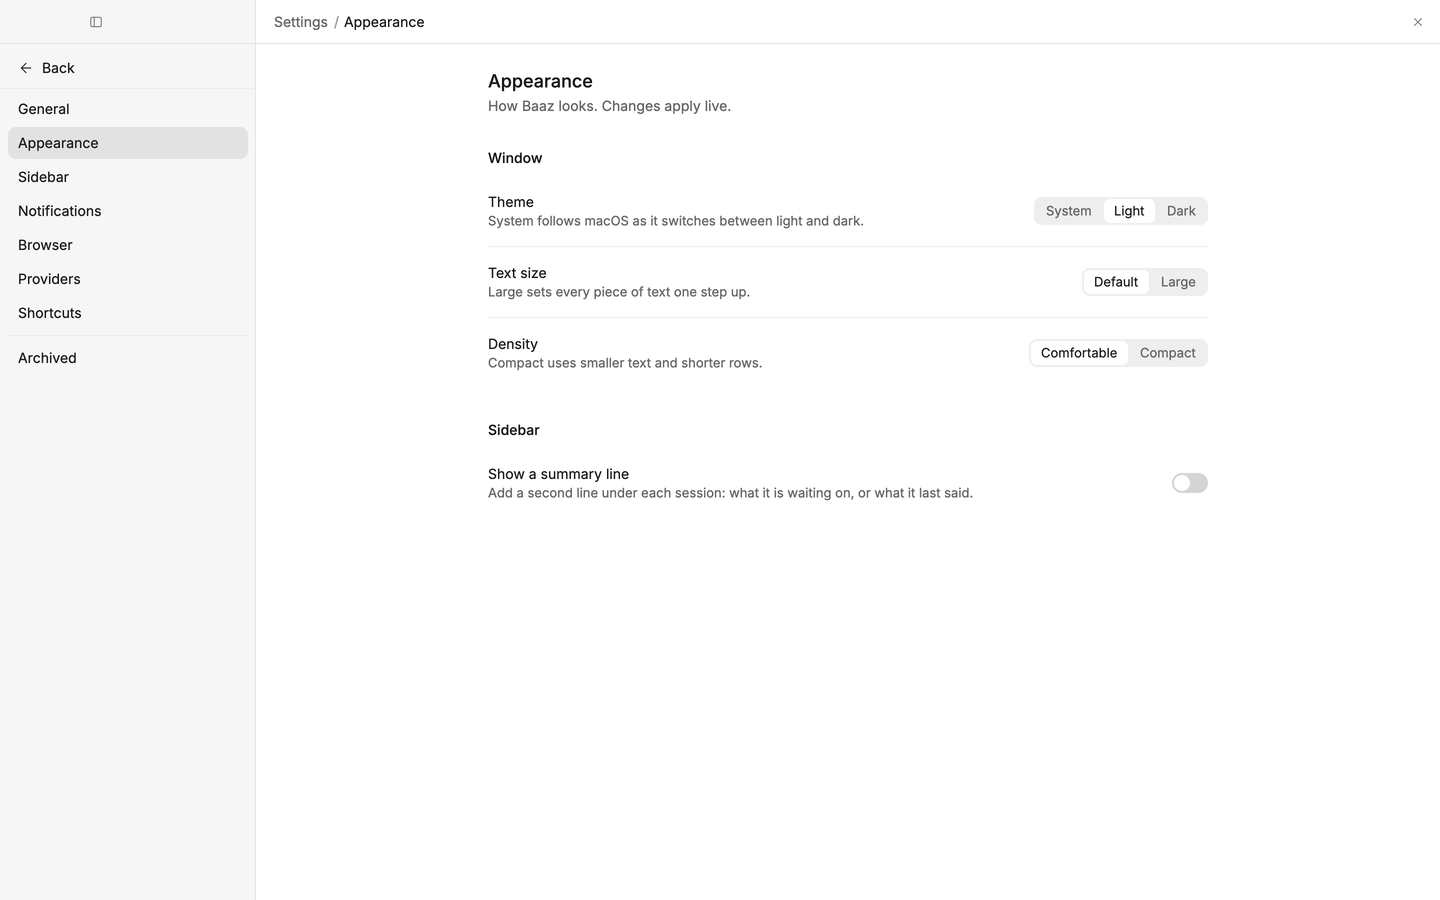 Settings / Appearance
Back
General
Appearance
Sidebar
Notifications
Browser
Providers
Shortcuts
Archived
Appearance
How Baaz looks. Changes apply live.
Window
Theme
System follows macOS as it switches between light and dark.
System Light Dark
Text size
Large sets every piece of text one step up.
Default Large
Density
Compact uses smaller text and shorter rows.
Comfortable Compact
Sidebar
Show a summary line
Add a second line under each session: what it is waiting on, or what it last said.